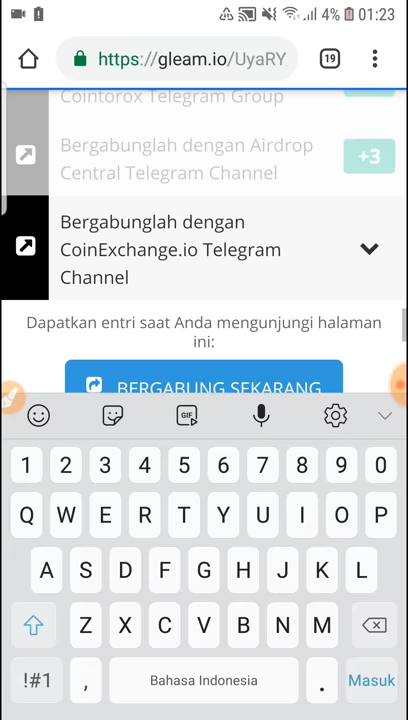 4% 01:23
https://gleam.io/UyaRY 19
Cointorox Telegram Group
Bergabunglah dengan Airdrop
Central Telegram Channel
+3
Bergabunglah dengan
CoinExchange.io Telegram
Channel
Dapatkan entri saat Anda mengunjungi halaman
ini:
BERGABUNG SEKARANG
GIF
1 2 3 4 5 6 7 8 9 0
Q W E R T Y U I O P
A S D F G H J K L
Z X C V B N M
!#1 , Bahasa Indonesia . Masuk